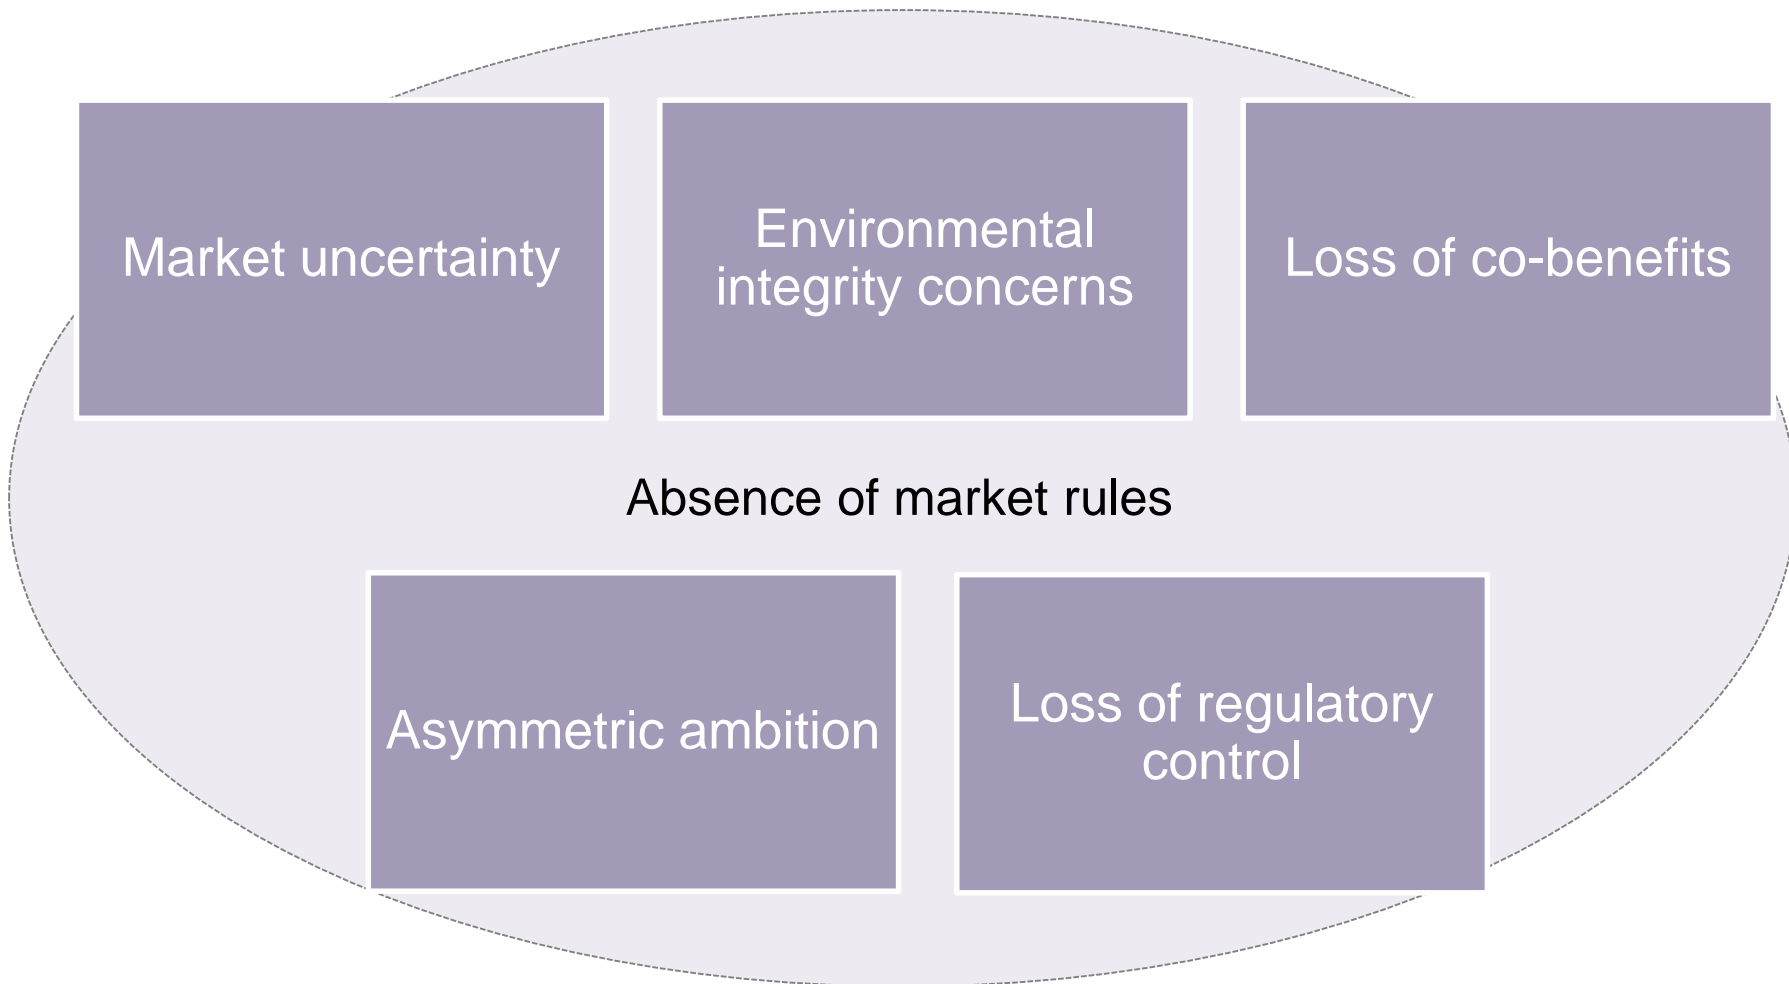 Market uncertainty
Environmental
integrity concerns
Loss of co-benefits
Absence of market rules
Asymmetric ambition
Loss of regulatory
control